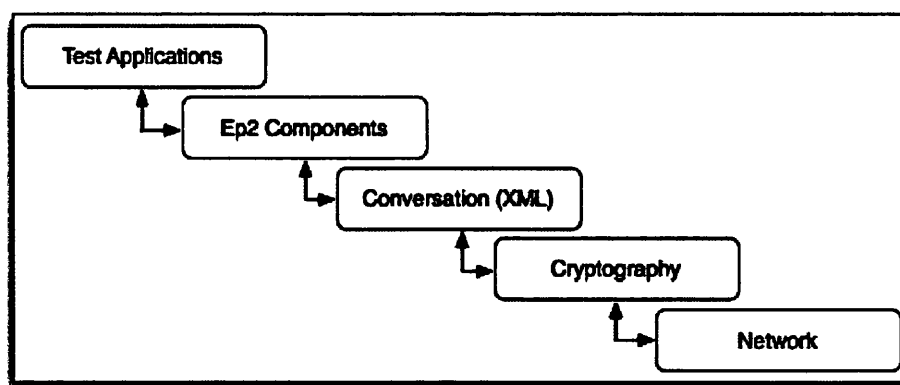 Test Applications
Ep2 Components
Conversation (XML)
Cryptography
Network